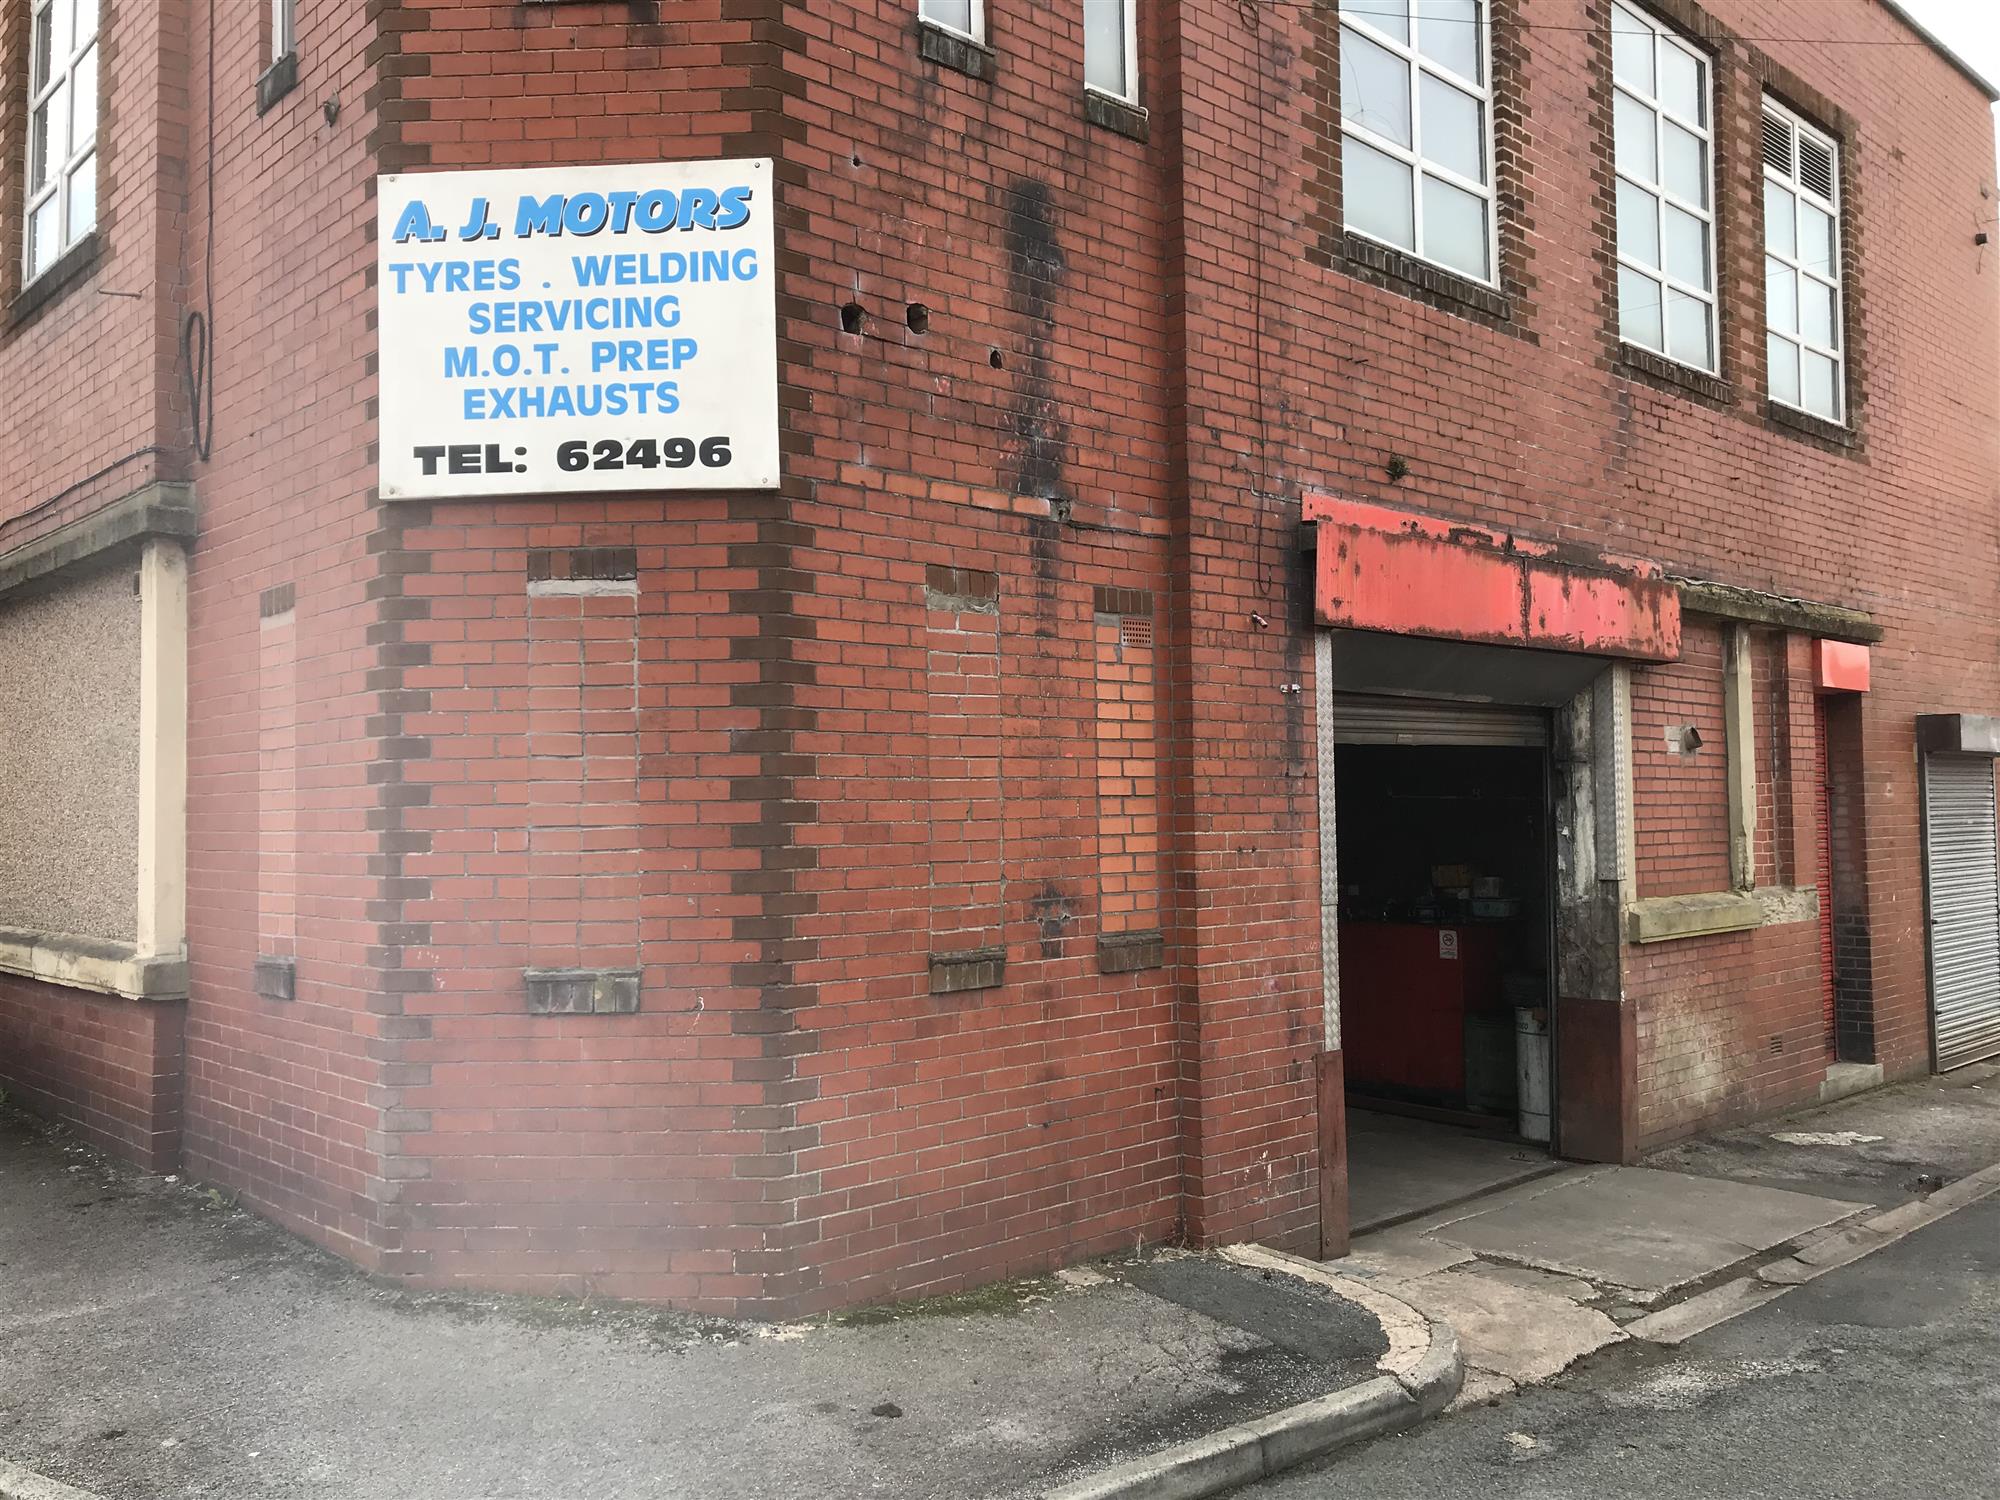 A. J. MOTORS
TYRES . WELDING
SERVICING
M.O.T. PREP
EXHAUSTS
TEL: 62496